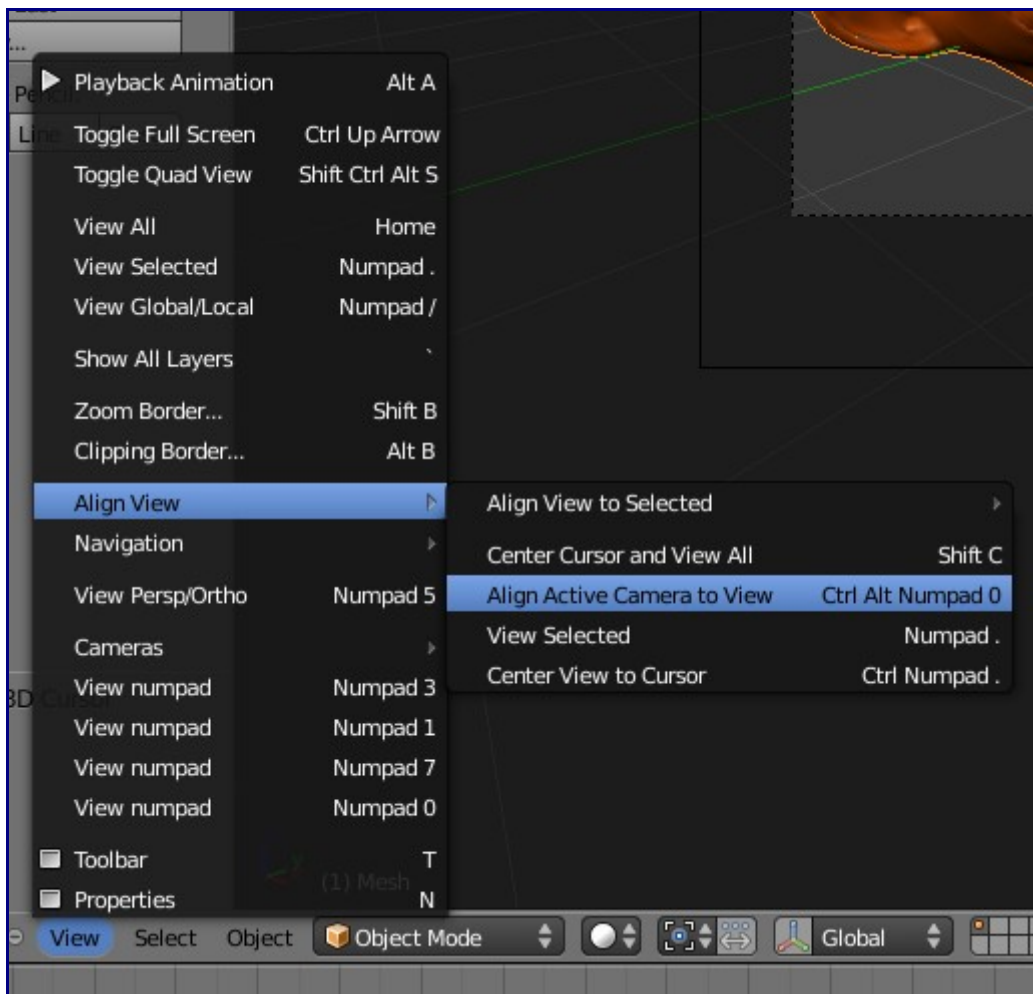 Playback Animation Alt A
Pencil:
Line
Toggle Full Screen Ctrl Up Arrow
Toggle Quad View Shift Ctrl Alt S
View All Home
View Selected Numpad .
View Global/Local Numpad /
Show All Layers `
Zoom Border... Shift B
Clipping Border... Alt B
Align View
Navigation
View Persp/Ortho Numpad 5
Cameras
View numpad Numpad 3
3D Cursor
View numpad Numpad 1
View numpad Numpad 7
View numpad Numpad 0
Toolbar T
(1) Mesh
Properties N
Align View to Selected
Center Cursor and View All Shift C
Align Active Camera to View Ctrl Alt Numpad 0
View Selected Numpad .
Center View to Cursor Ctrl Numpad .
View Select Object Object Mode Global